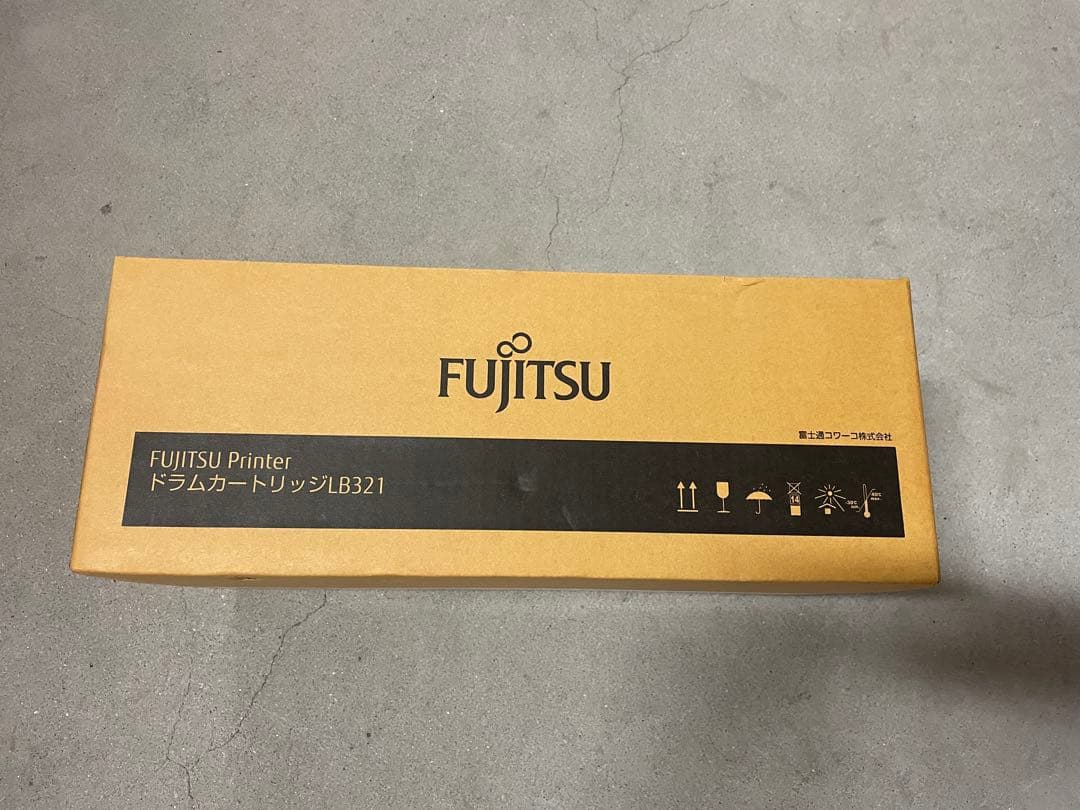 FUJITSU
富士通コワーコ株式会社
FUJITSU Printer
ドラムカートリッジLB321
14